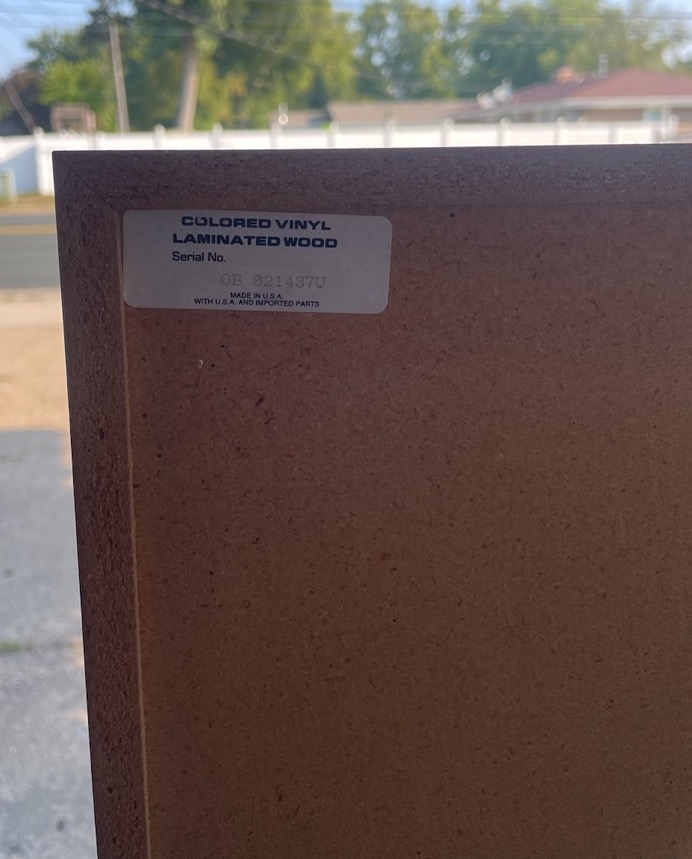 COLORED VINYL
LAMINATED WOOD
Serial No.
OB 021437U
MADE IN U.S.A.
WITH U.S.A. AND IMPORTED PARTS